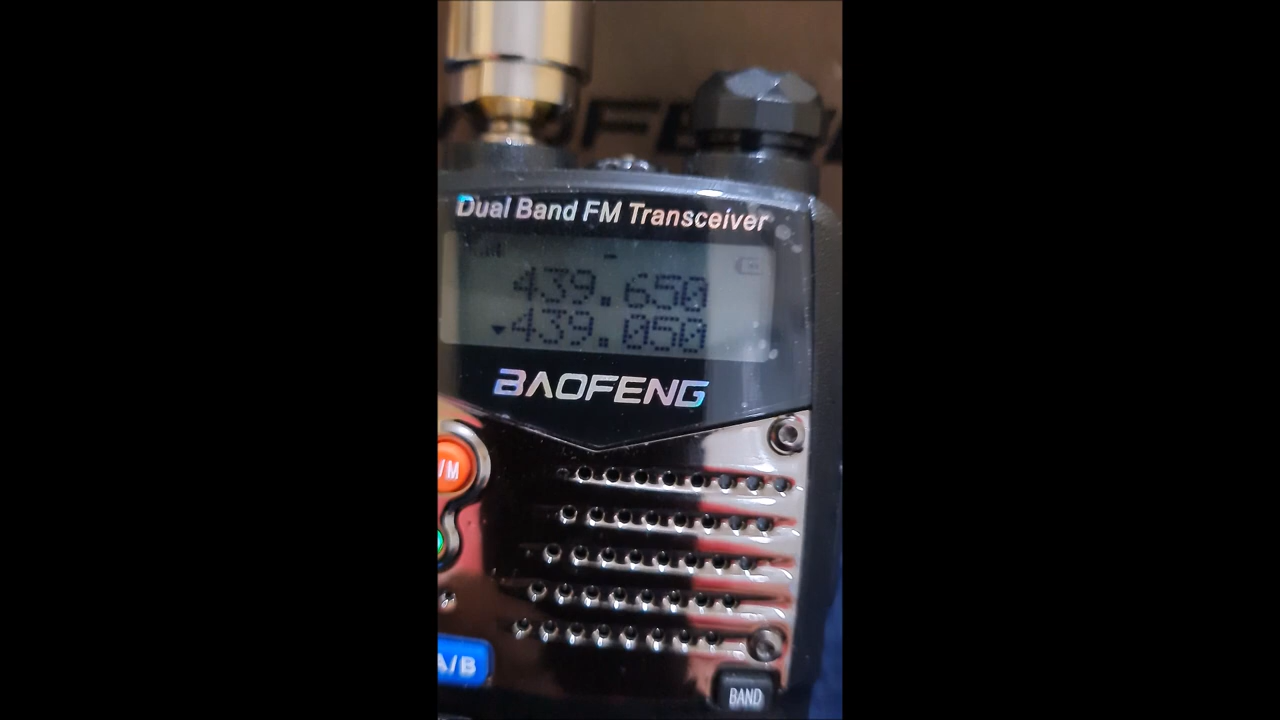 Dual Band FM Transceiver
439.650
439.050
BAOFENG
/M
A/B
BAND